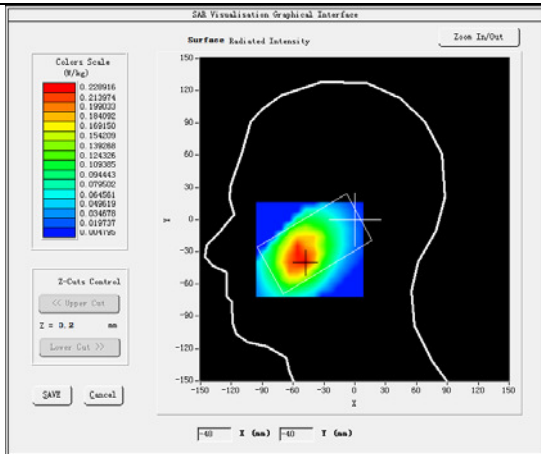 SAR Visualisation Graphical Interface
Surface Radiated Intensity
Zoom In/Out
Colors Scale
(W/kg)
0.228916
0.213974
0.199033
0.184092
0.169150
0.154209
0.139268
0.124326
0.109385
0.094443
0.079502
0.064561
0.049619
0.034678
0.019737
0.004795
150
120
90
60
30
0
-30
-60
-90
-120
-150
Y
-150 -120 -90 -60 -30 0 30 60 90 120 150
X
Z-Cuts Control
<< Upper Cut
Z = 3.2 mm
Lower Cut >>
SAVE Cancel
-40 X (mm) -40 Y (mm)